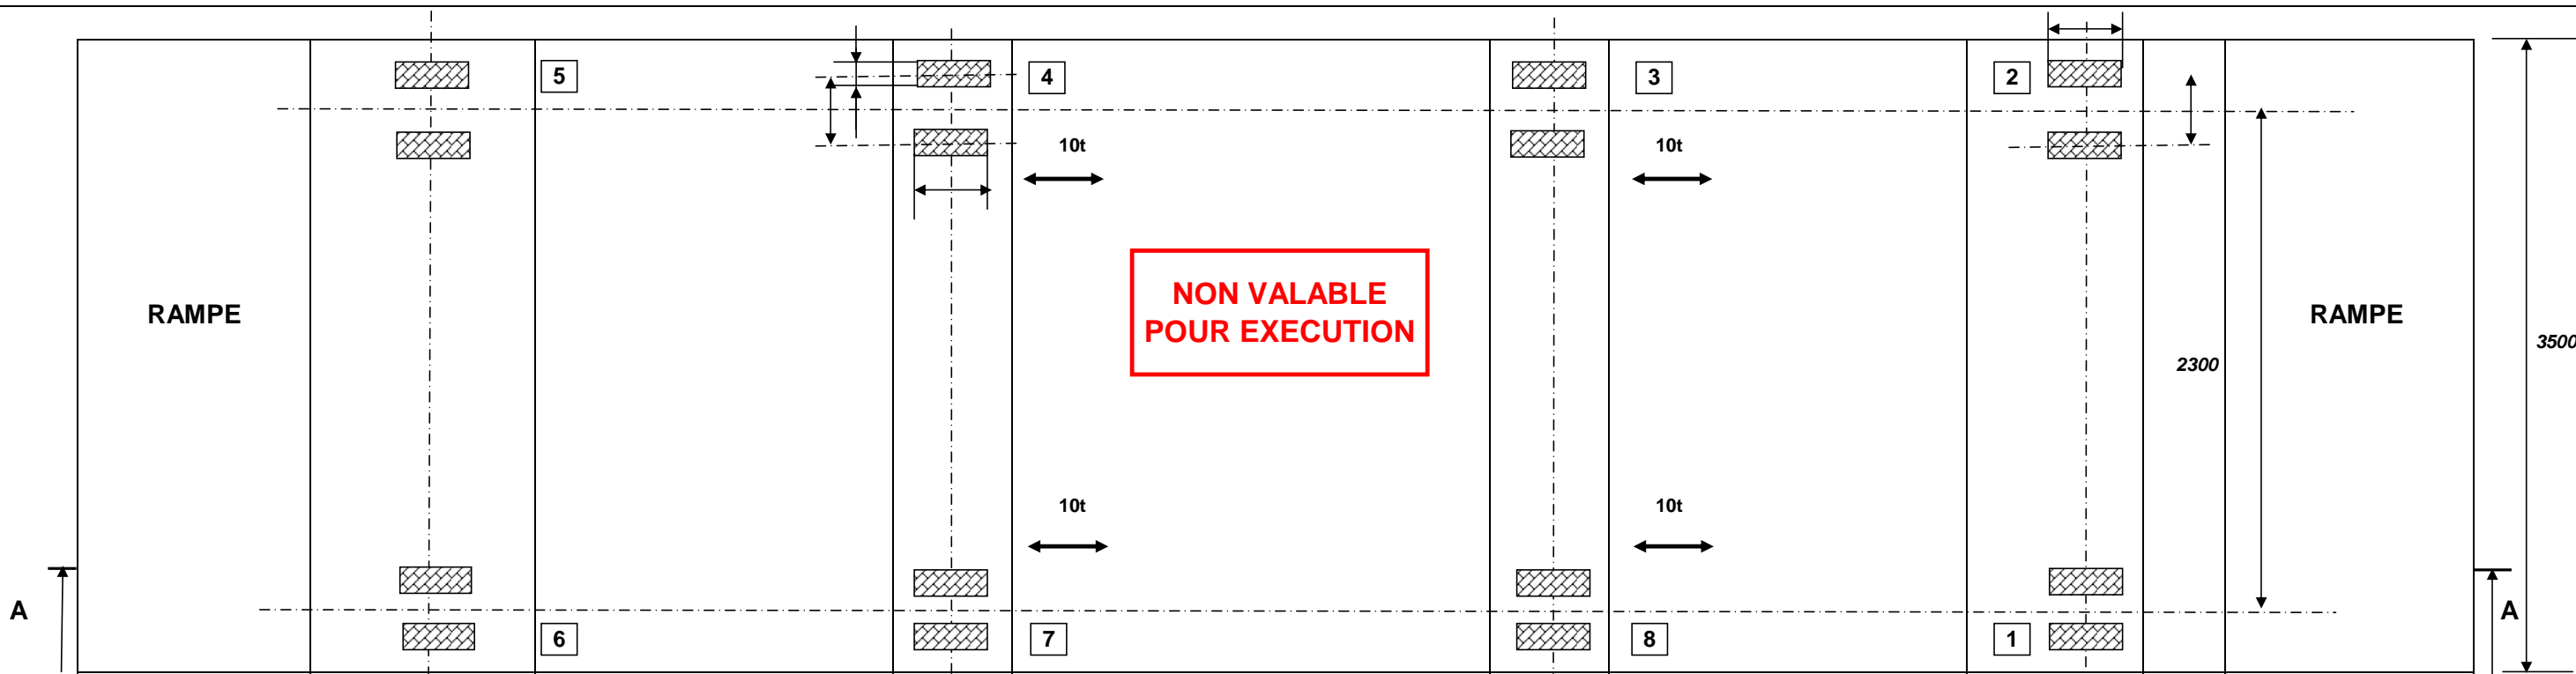 5
4
3
2
10t
10t
NON VALABLE
POUR EXECUTION
RAMPE
RAMPE
3500
2300
10t
10t
A
A
6
7
8
1